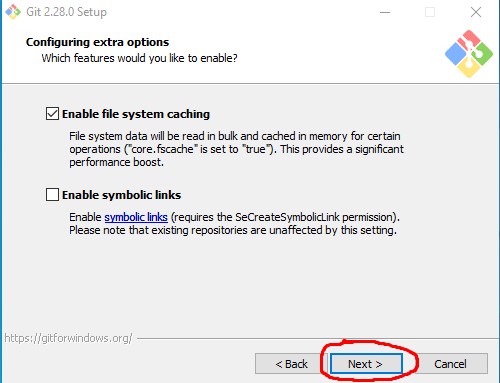 Git 2.28.0 Setup
Configuring extra options
Which features would you like to enable?
Enable file system caching
File system data will be read in bulk and cached in memory for certain
operations ("core.fscache" is set to "true"). This provides a significant
performance boost.
Enable symbolic links
Enable symbolic links (requires the SeCreateSymbolicLink permission).
Please note that existing repositories are unaffected by this setting.
https://gitforwindows.org/
< Back Next > Cancel